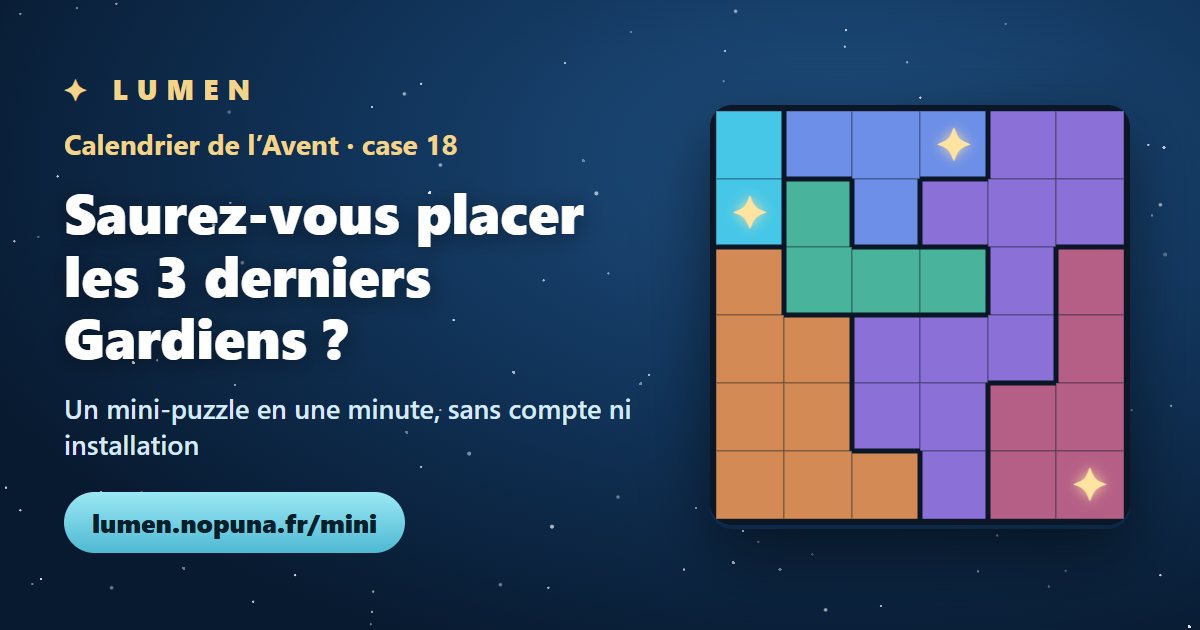 LUMEN
Calendrier de l’Avent · case 18
Saurez-vous placer
les 3 derniers
Gardiens ?
Un mini-puzzle en une minute, sans compte ni
installation
lumen.nopuna.fr/mini